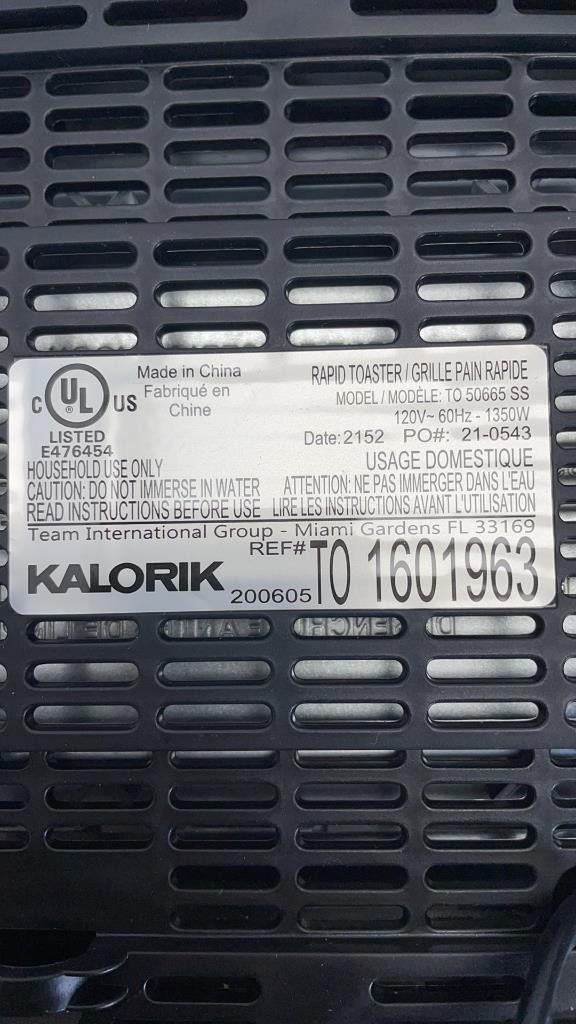 C UL ® US
LISTED
E476454
Made in China
Fabriqué en
Chine
RAPID TOASTER / GRILLE PAIN RAPIDE
MODEL / MODÈLE: TO 50665 SS
120V~ 60Hz - 1350W
Date: 2152 PO#: 21-0543
HOUSEHOLD USE ONLY
USAGE DOMESTIQUE
CAUTION: DO NOT IMMERSE IN WATER
ATTENTION: NE PAS IMMERGER DANS L'EAU
READ INSTRUCTIONS BEFORE USE
LIRE LES INSTRUCTIONS AVANT L'UTILISATION
Team International Group - Miami Gardens FL 33169
KALORIK 200605 REF# TO 1601963